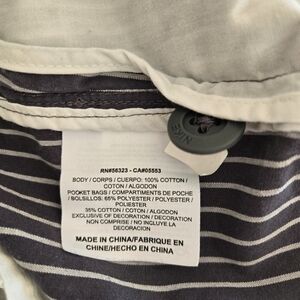 NIKE
RN#56323 - CA#05553
BODY / CORPS / CUERPO: 100% COTTON /
COTON / ALGODON
POCKET BAGS / COMPARTIMENTS DE POCHE
/ BOLSILLOS: 65% POLYESTER / POLYESTER /
POLIESTER
35% COTTON / COTON / ALGODON
EXCLUSIVE OF DECORATION / DECORATION
NON COMPRISE / NO INCLUYE LA
DECORACION
MADE IN CHINA/FABRIQUE EN
CHINE/HECHO EN CHINA